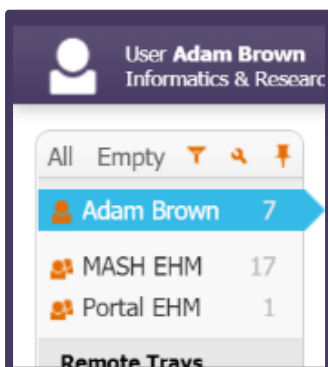 User Adam Brown
Informatics & Researc
All Empty
Adam Brown 7
MASH EHM 17
Portal EHM 1
Remote Trays